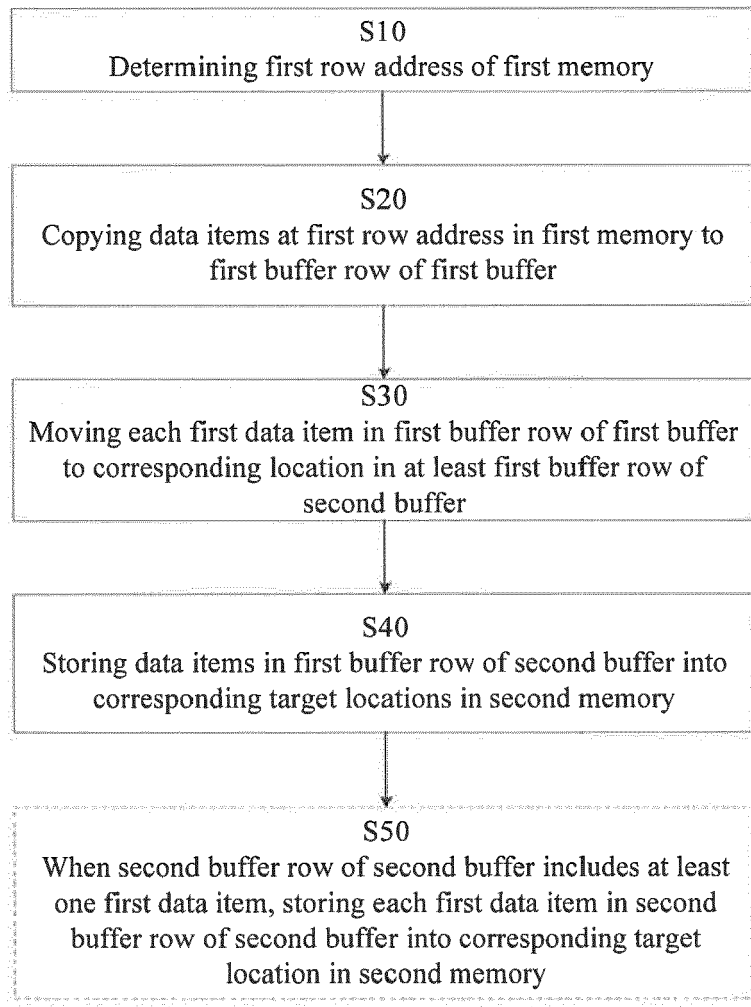 S10
Determining first row address of first memory
S20
Copying data items at first row address in first memory to
first buffer row of first buffer
S30
Moving each first data item in first buffer row of first buffer
to corresponding location in at least first buffer row of
second buffer
S40
Storing data items in first buffer row of second buffer into
corresponding target locations in second memory
S50
When second buffer row of second buffer includes at least
one first data item, storing each first data item in second
buffer row of second buffer into corresponding target
location in second memory